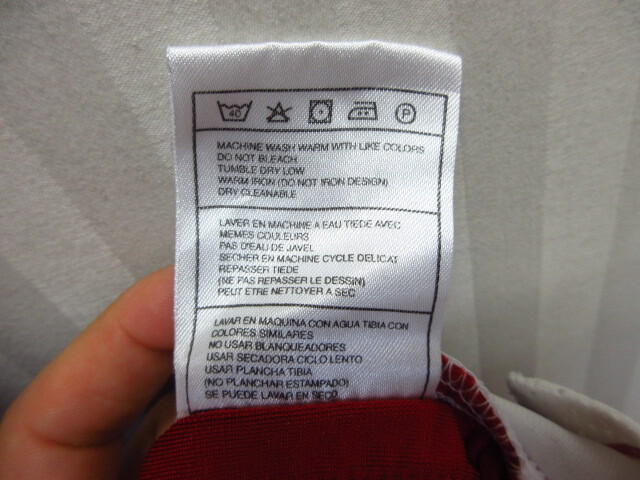 40 P
MACHINE WASH WARM WITH LIKE COLORS
DO NOT BLEACH
TUMBLE DRY LOW
WARM IRON (DO NOT IRON DESIGN)
DRY CLEANABLE
LAVER EN MACHINE A EAU TIEDE AVEC
MEMES COULEURS
PAS D'EAU DE JAVEL
SECHER EN MACHINE CYCLE DELICAT
REPASSER TIEDE
(NE PAS REPASSER LE DESSIN)
PEUT ETRE NETTOYER A SEC
LAVAR EN MAQUINA CON AGUA TIBIA CON
COLORES SIMILARES
NO USAR BLANQUEADORES
USAR SECADORA CICLO LENTO
USAR PLANCHA TIBIA
(NO PLANCHAR ESTAMPADO)
SE PUEDE LAVAR EN SECO